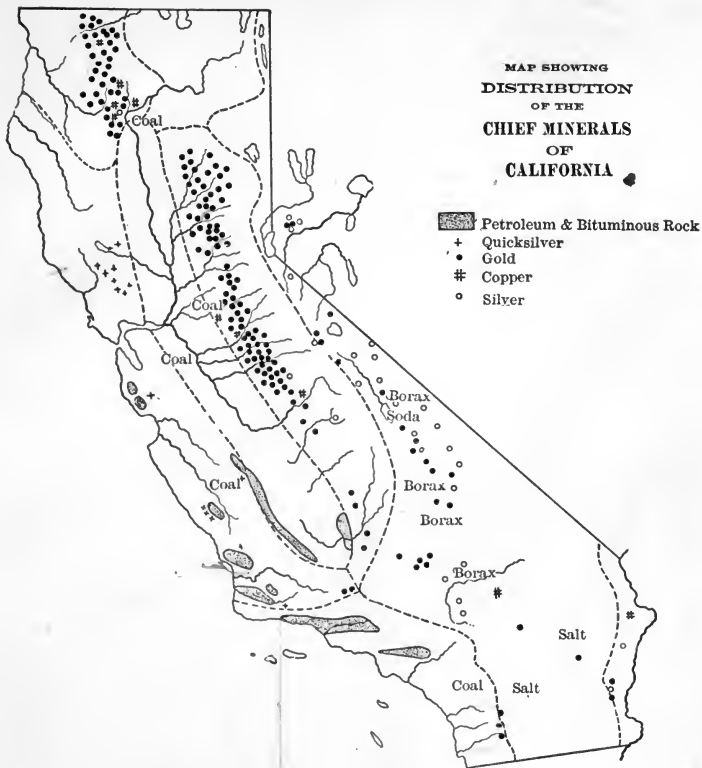 MAP SHOWING
DISTRIBUTION
OF THE
CHIEF MINERALS
OF
CALIFORNIA
Petroleum & Bituminous Rock
Quicksilver
Gold
Copper
Silver
Coal
Coal
Coal
Borax
Soda
Coal
Borax
Borax
Borax
Salt
Coal
Salt